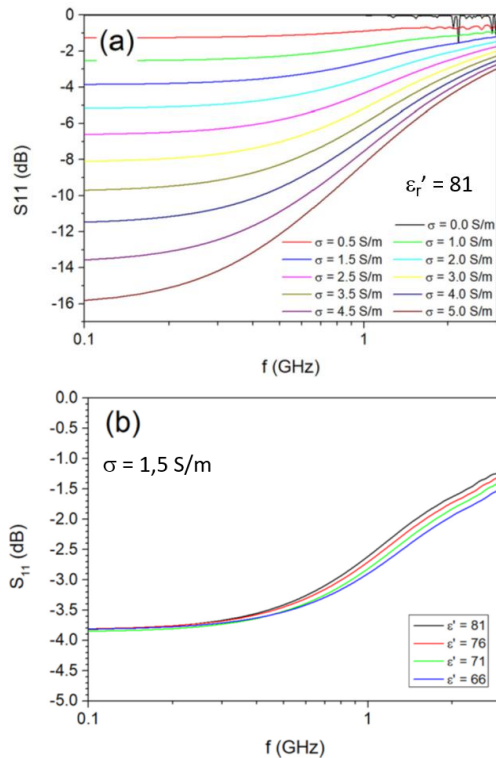 (a)
0
-2
-4
-6
-8
-10
-12
-14
-16
S11 (dB)
εr' = 81
σ = 0.0 S/m
σ = 0.5 S/m σ = 1.0 S/m
σ = 1.5 S/m σ = 2.0 S/m
σ = 2.5 S/m σ = 3.0 S/m
σ = 3.5 S/m σ = 4.0 S/m
σ = 4.5 S/m σ = 5.0 S/m
0.1 1
f (GHz)
(b)
σ = 1,5 S/m
0.0
-0.5
-1.0
-1.5
-2.0
-2.5
-3.0
-3.5
-4.0
-4.5
-5.0
S11 (dB)
ε' = 81
ε' = 76
ε' = 71
ε' = 66
0.1 1
f (GHz)